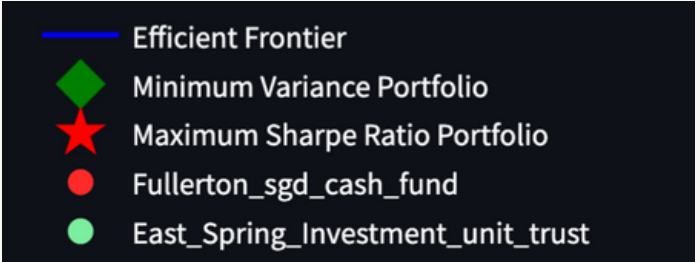 Efficient Frontier
Minimum Variance Portfolio
Maximum Sharpe Ratio Portfolio
Fullerton_sgd_cash_fund
East_Spring_Investment_unit_trust